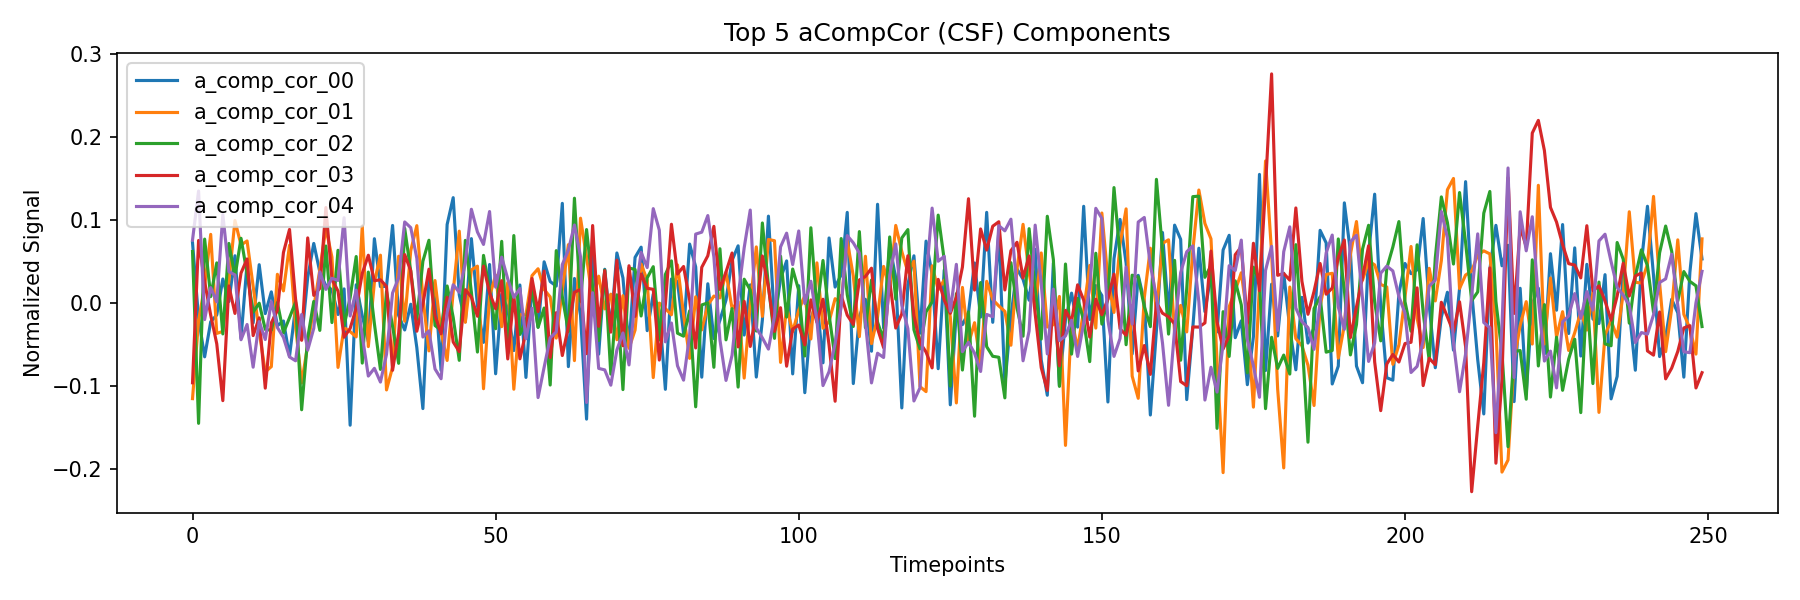 Top 5 aCompCor (CSF) Components
Normalized Signal
0.3
0.2
0.1
0.0
−0.1
−0.2
a_comp_cor_00
a_comp_cor_01
a_comp_cor_02
a_comp_cor_03
a_comp_cor_04
0 50 100 150 200 250
Timepoints